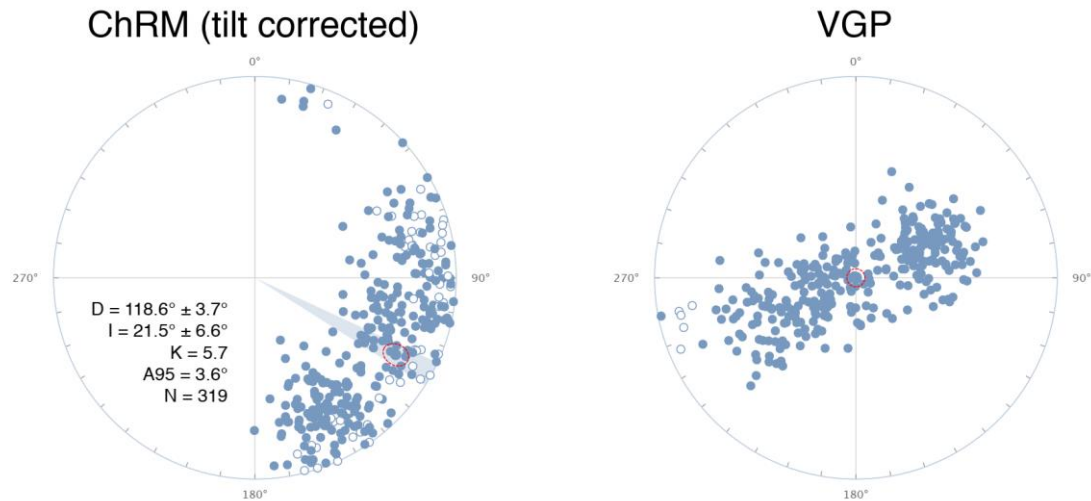 ChRM (tilt corrected)
0°
270°
90°
D = 118.6° ± 3.7°
I = 21.5° ± 6.6°
K = 5.7
A95 = 3.6°
N = 319
180°
VGP
0°
270°
90°
180°